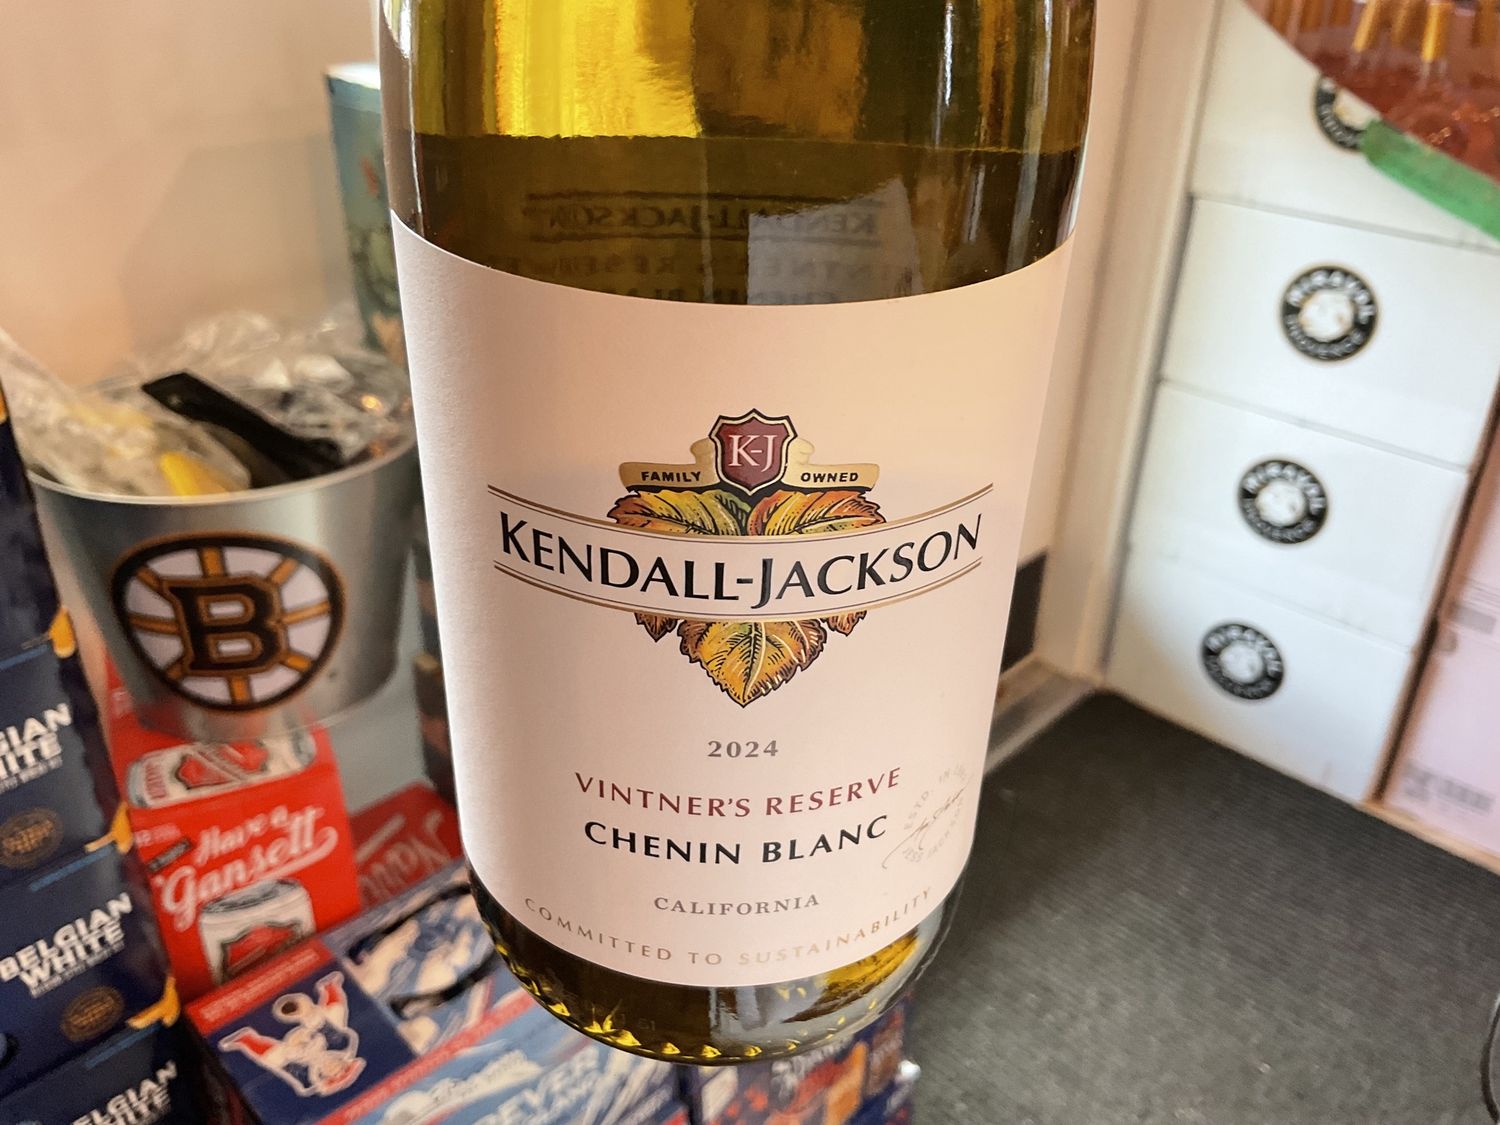 K-J
FAMILY OWNED
KENDALL-JACKSON
2024
VINTNER'S RESERVE
CHENIN BLANC
CALIFORNIA
COMMITTED TO SUSTAINABILITY
ESTD.
B
BELGIAN
WHITE
BELGIAN
WHITE
Have a
'Gansett